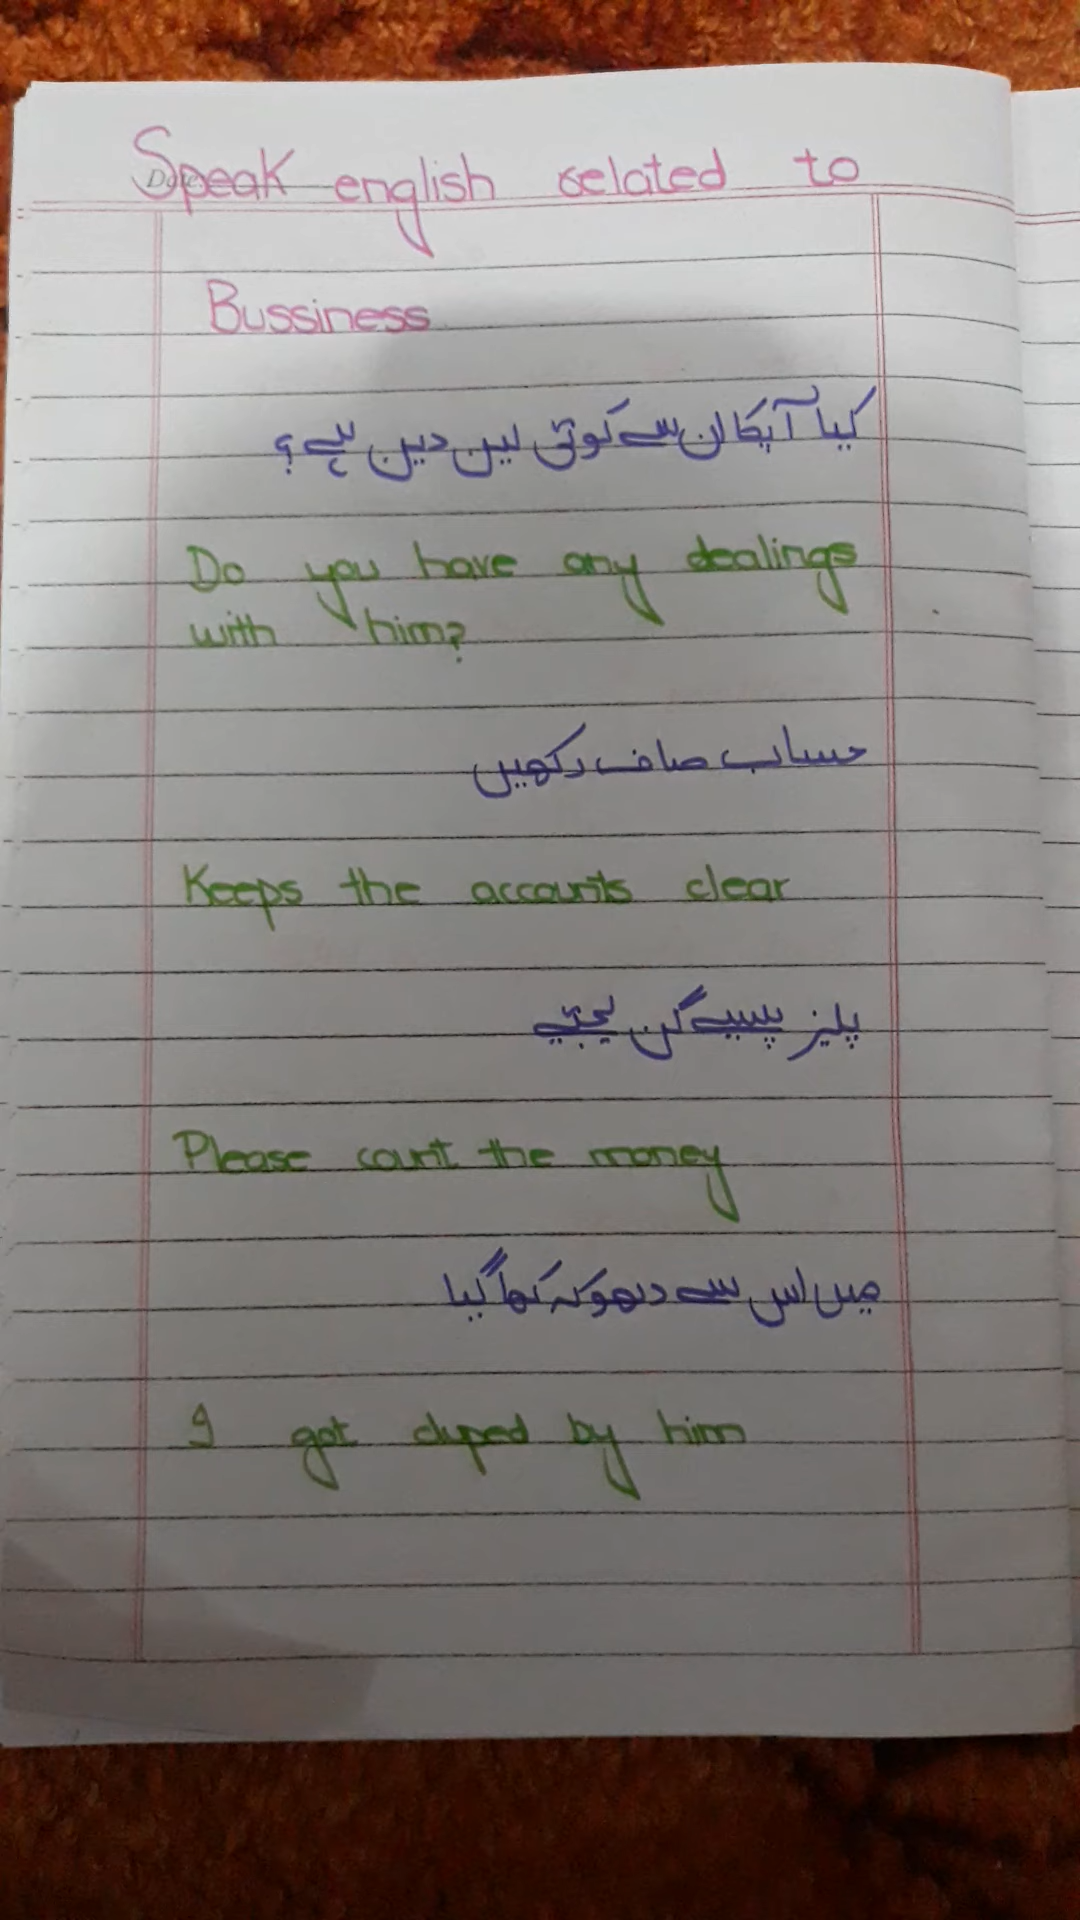 Speak english related to
Date:
Bussiness
کیا آپکا ان سے کوئی لین دین ہے؟
Do you have any dealings
with him?
حساب صاف رکھیں
Keeps the accounts clear
پلیز پیسے گن لیجئیے
Please count the money
میں اس سے دھوکہ کھا گیا
I got duped by him